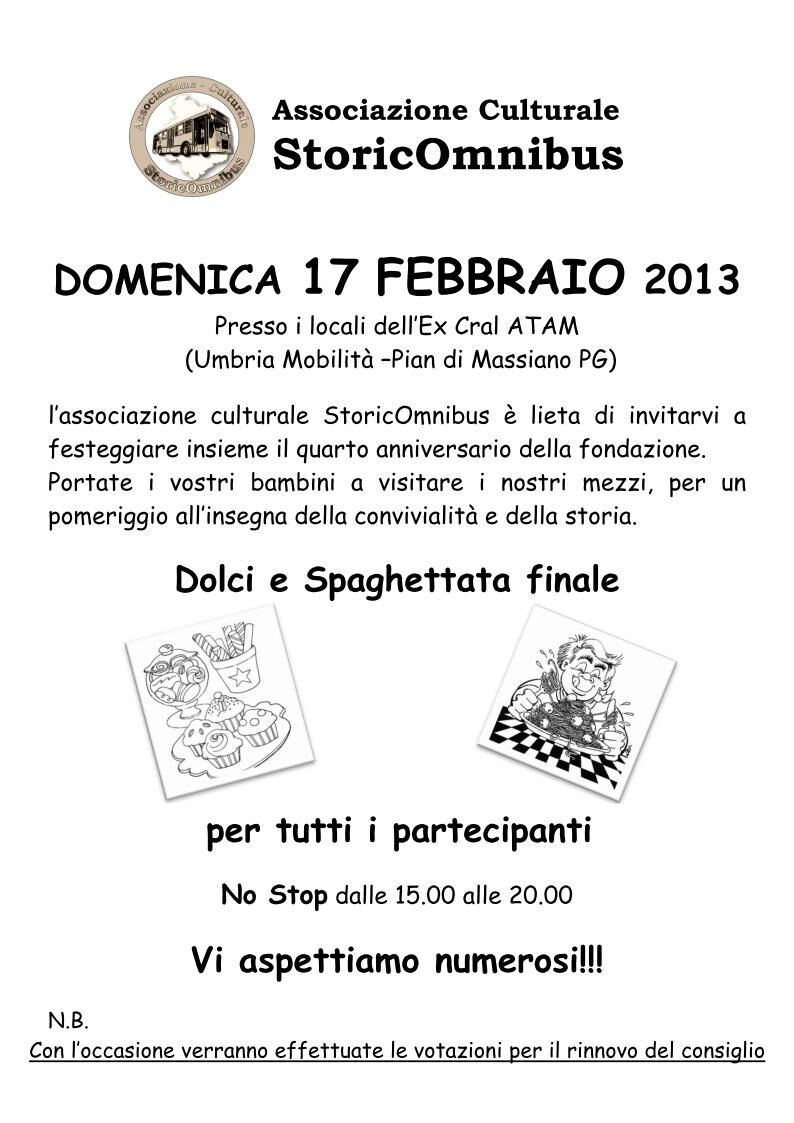 Associazione - Culturale
StoricOmnibus
Associazione Culturale
StoricOmnibus
DOMENICA 17 FEBBRAIO 2013
Presso i locali dell’Ex Cral ATAM
(Umbria Mobilità –Pian di Massiano PG)
l’associazione culturale StoricOmnibus è lieta di invitarvi a
festeggiare insieme il quarto anniversario della fondazione.
Portate i vostri bambini a visitare i nostri mezzi, per un
pomeriggio all’insegna della convivialità e della storia.
Dolci e Spaghettata finale
per tutti i partecipanti
No Stop dalle 15.00 alle 20.00
Vi aspettiamo numerosi!!!
N.B.
Con l’occasione verranno effettuate le votazioni per il rinnovo del consiglio